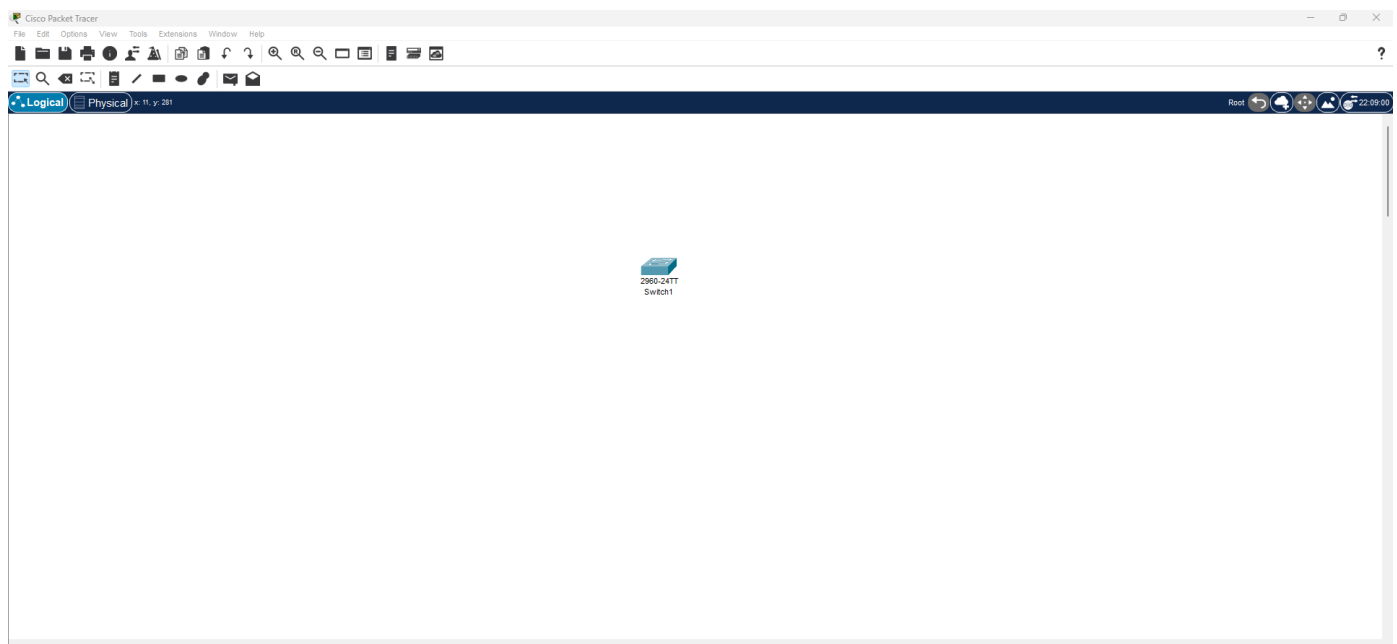 Cisco Packet Tracer
File Edit Options View Tools Extensions Window Help
?
Logical Physical x: 11, y: 281 Root 22:09:00
2960-24TT
Switch1